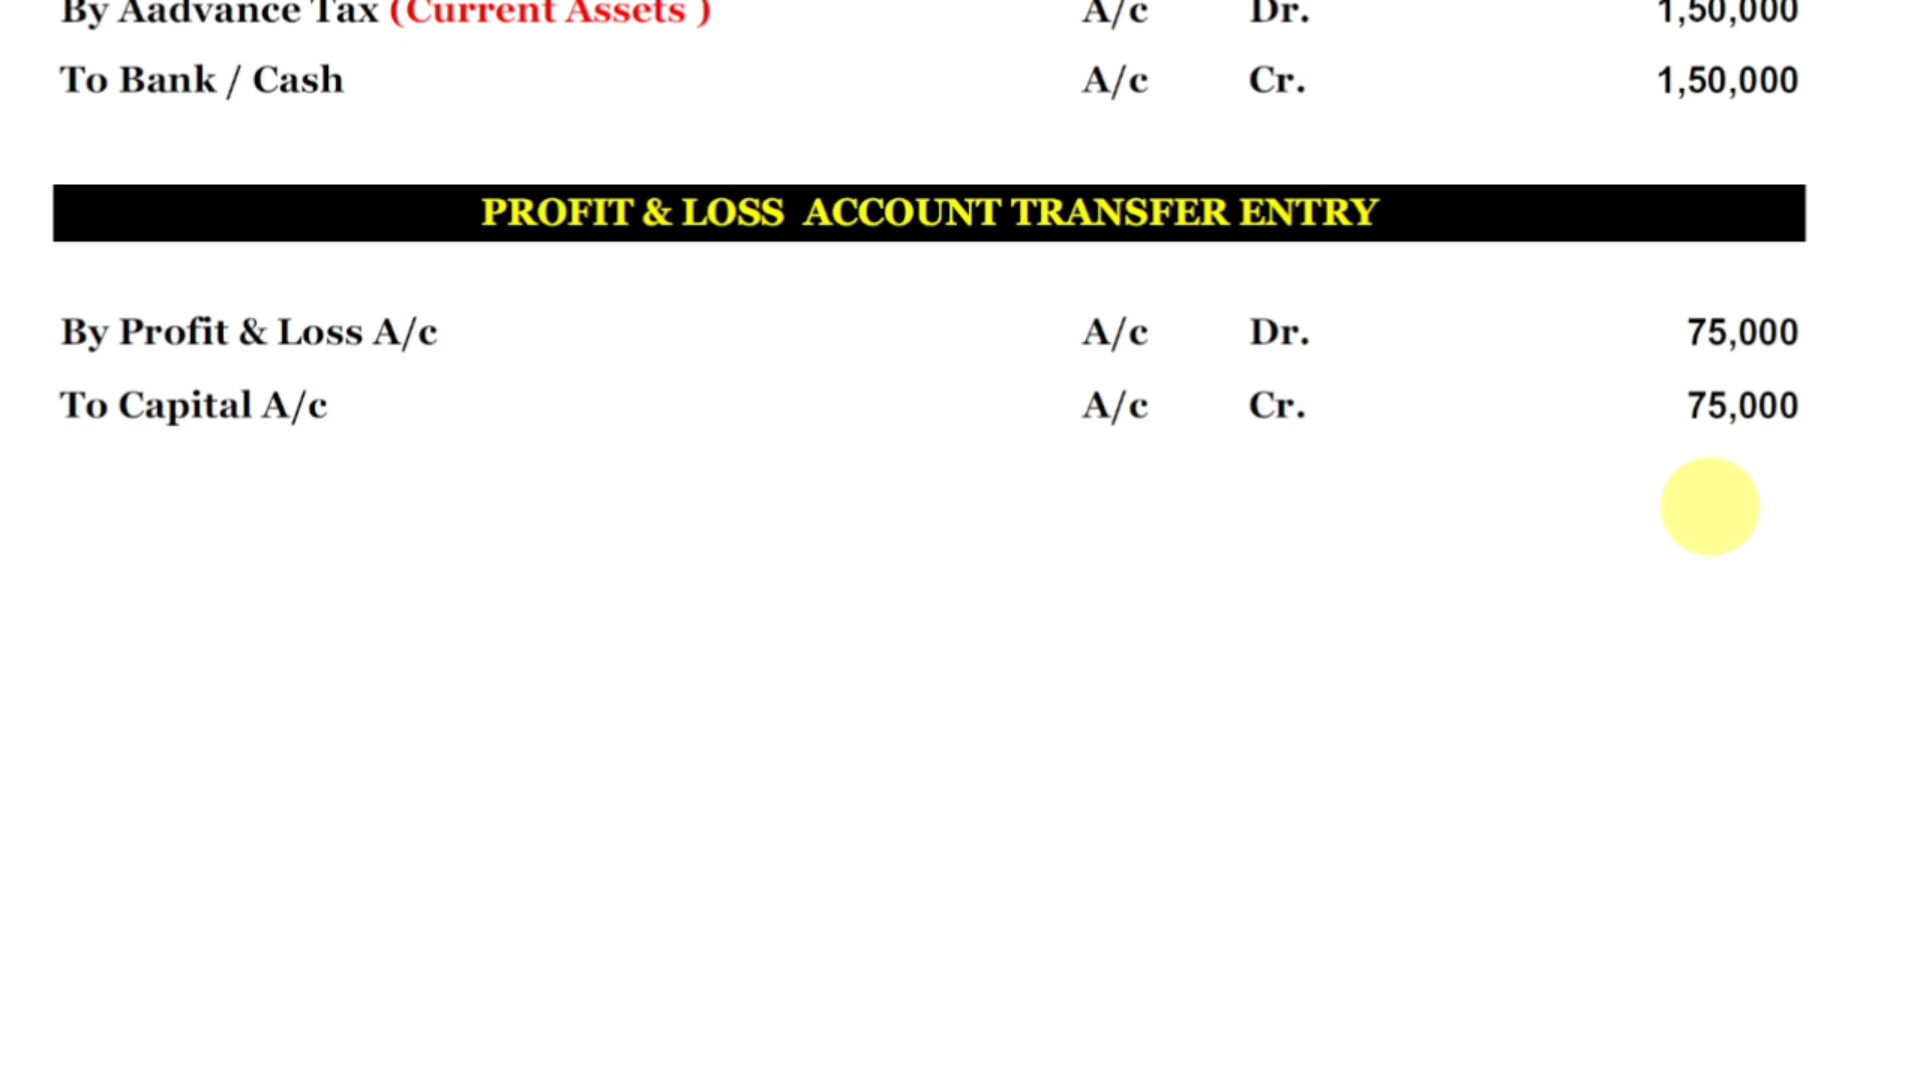 By Aadvance Tax (Current Assets ) A/c Dr. 1,50,000
To Bank / Cash A/c Cr. 1,50,000
PROFIT & LOSS ACCOUNT TRANSFER ENTRY
By Profit & Loss A/c A/c Dr. 75,000
To Capital A/c A/c Cr. 75,000